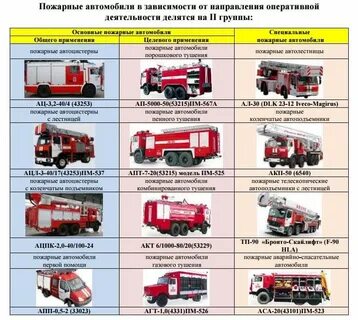 Пожарные автомобили в зависимости от направления оперативной
деятельности делятся на II группы:
Основные пожарные автомобили
Специальные
пожарные автомобили
Общего применения
Целевого применения
пожарные автоцистерны
пожарные автомобили
порошкового тушения
пожарные автолестницы
АЦ-3,2-40/4 (43253)
АП-5000-50(53215)ПМ-567А
АЛ-30 (DLK 23-12 Iveco-Magirus)
пожарные автоцистерны
с лестницей
пожарные автомобили
пенного тушения
пожарные коленчатые автоподъемники
АЦЛ-3-40/17(43253)ПМ-537
АПТ-7-20(53215) модель ПМ-525
АКП-50 (6540)
пожарные автоцистерны
с коленчатым подъемником
пожарные автомобили
комбинированного тушения
пожарные телескопические
автоподъемники с лестницей
АЦПК-2,0-40/100-24
АКТ 6/1000-80/20(53229)
ТП-90 «Бронто-Скайлифт» (F-90
HLA)
пожарные автомобили
первой помощи
пожарные автомобили
газового тушения
пожарные аварийно-спасательные
автомобили
АПП-0,5-2 (33023)
АГТ-1,0(4331)ПМ-526
АСА-20(43101)ПМ-523